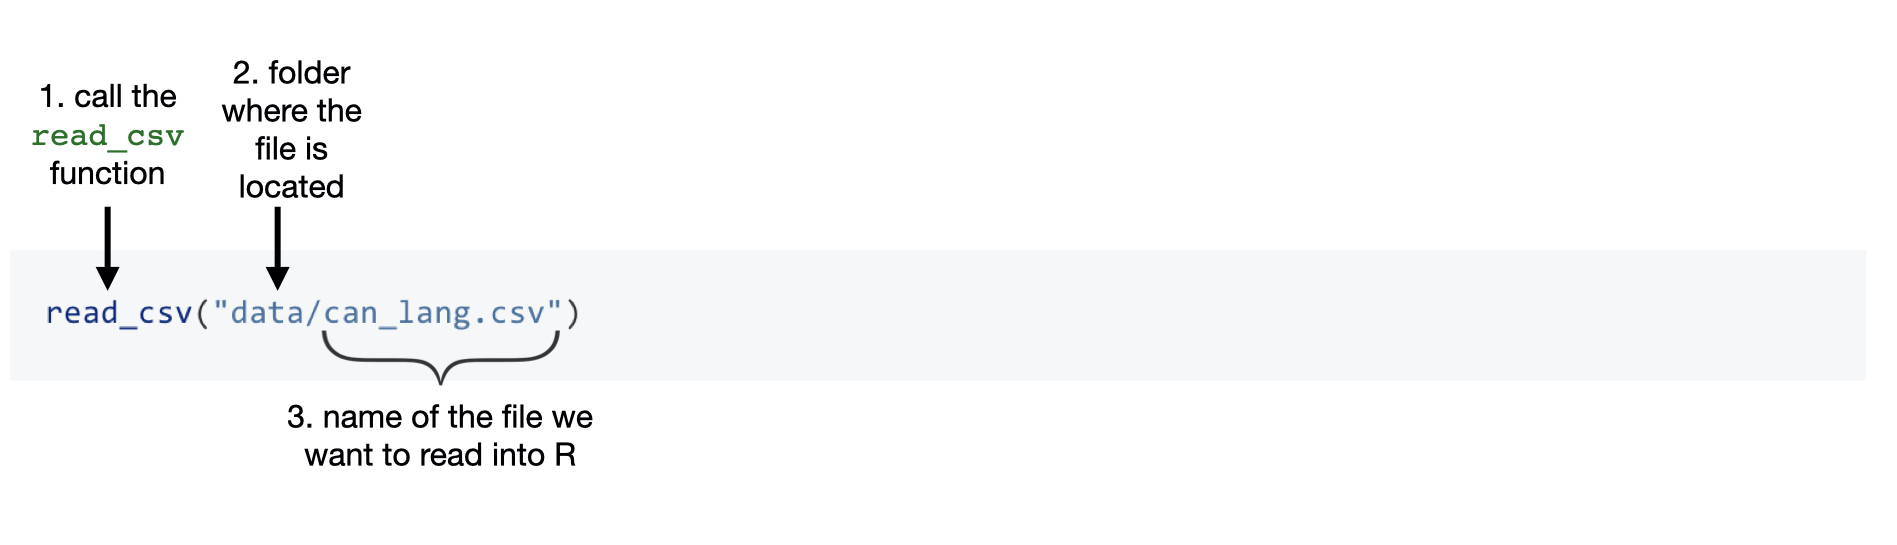 1. call the
read_csv
function
2. folder
where the
file is
located
read_csv("data/can_lang.csv")
3. name of the file we
want to read into R